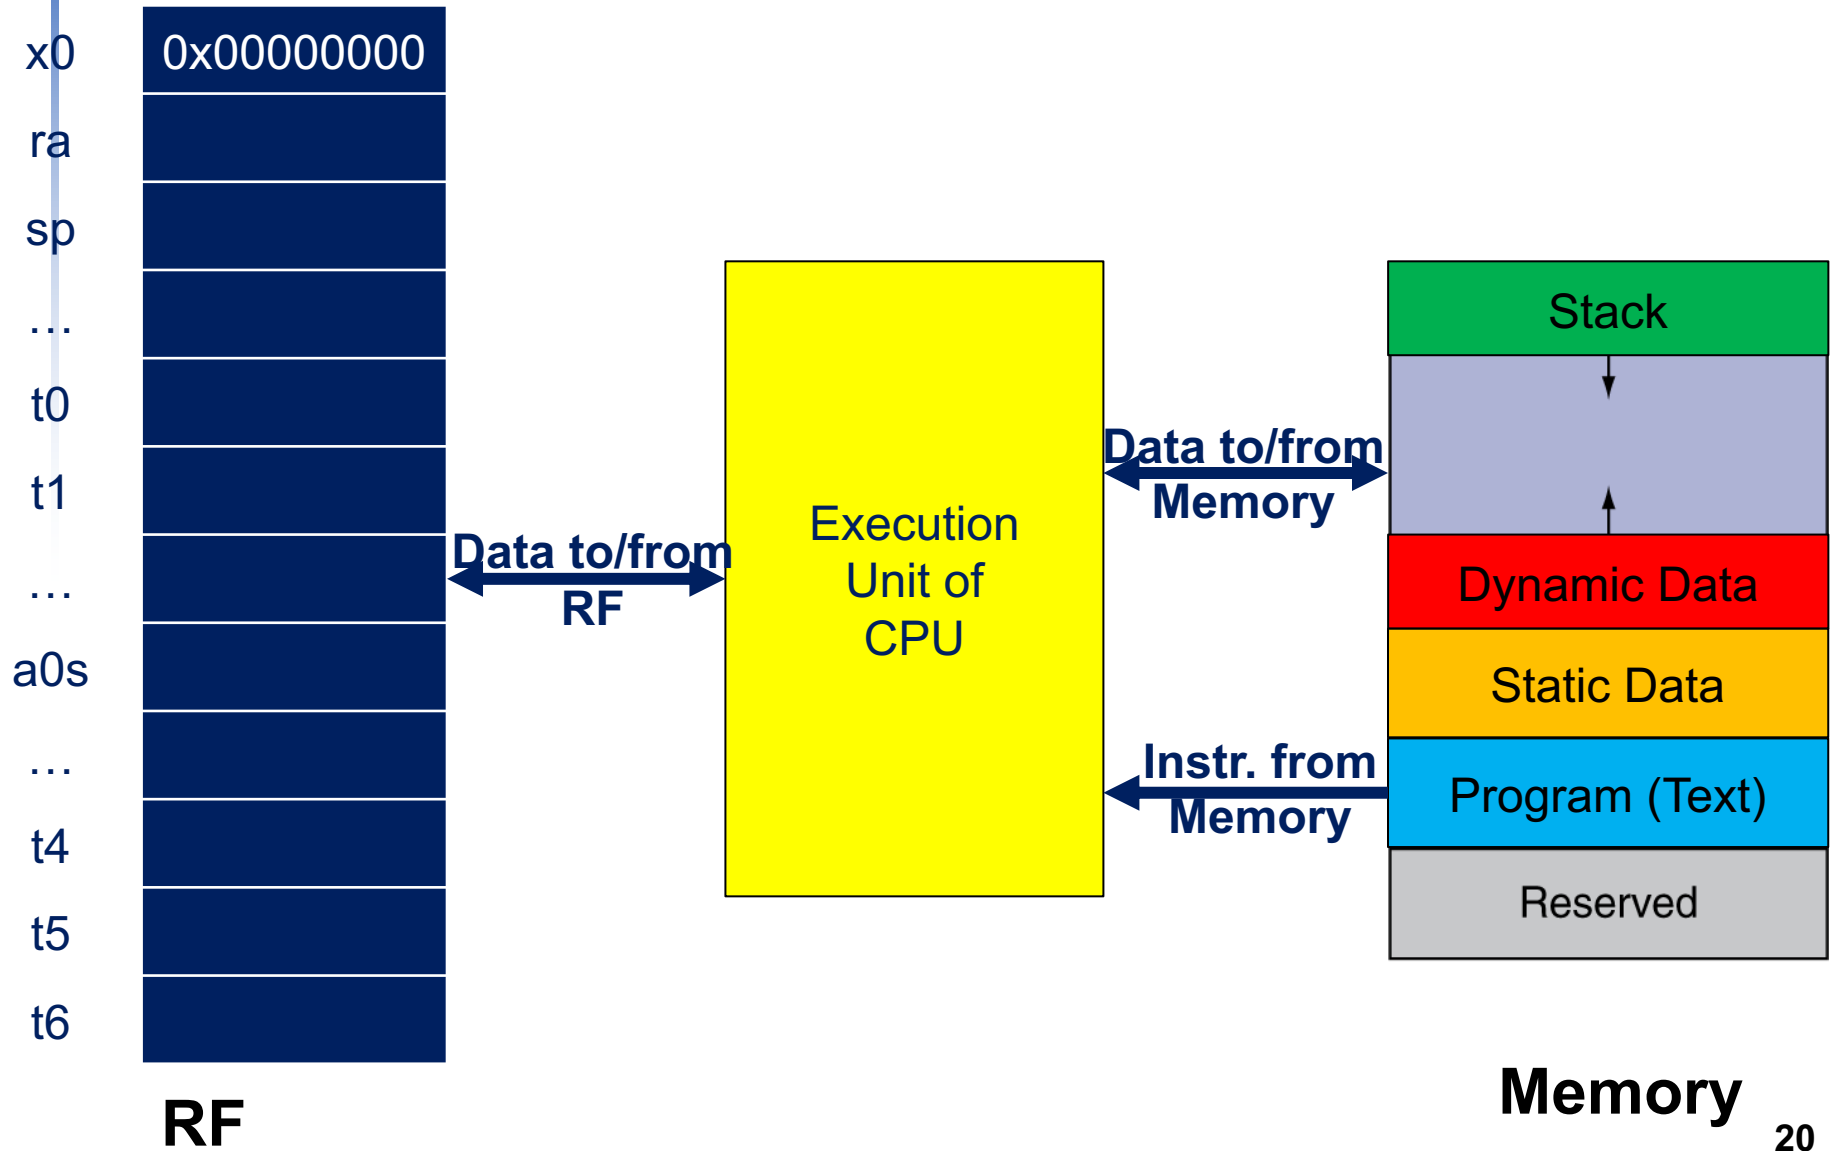 x0
0x00000000
ra
sp
…
t0
t1
…
a0s
…
t4
t5
t6
RF
Data to/from
RF
Execution
Unit of
CPU
Data to/from
Memory
Instr. from
Memory
Stack
Dynamic Data
Static Data
Program (Text)
Reserved
Memory
20